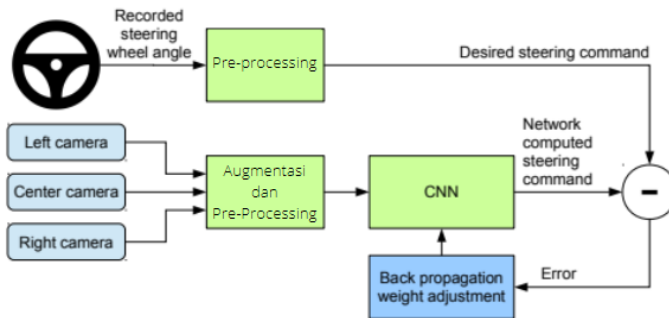 Recorded
steering
wheel angle
Pre-processing
Desired steering command
Left camera
Center camera
Right camera
Augmentasi
dan
Pre-Processing
CNN
Network
computed
steering
command
-
Back propagation
weight adjustment
Error